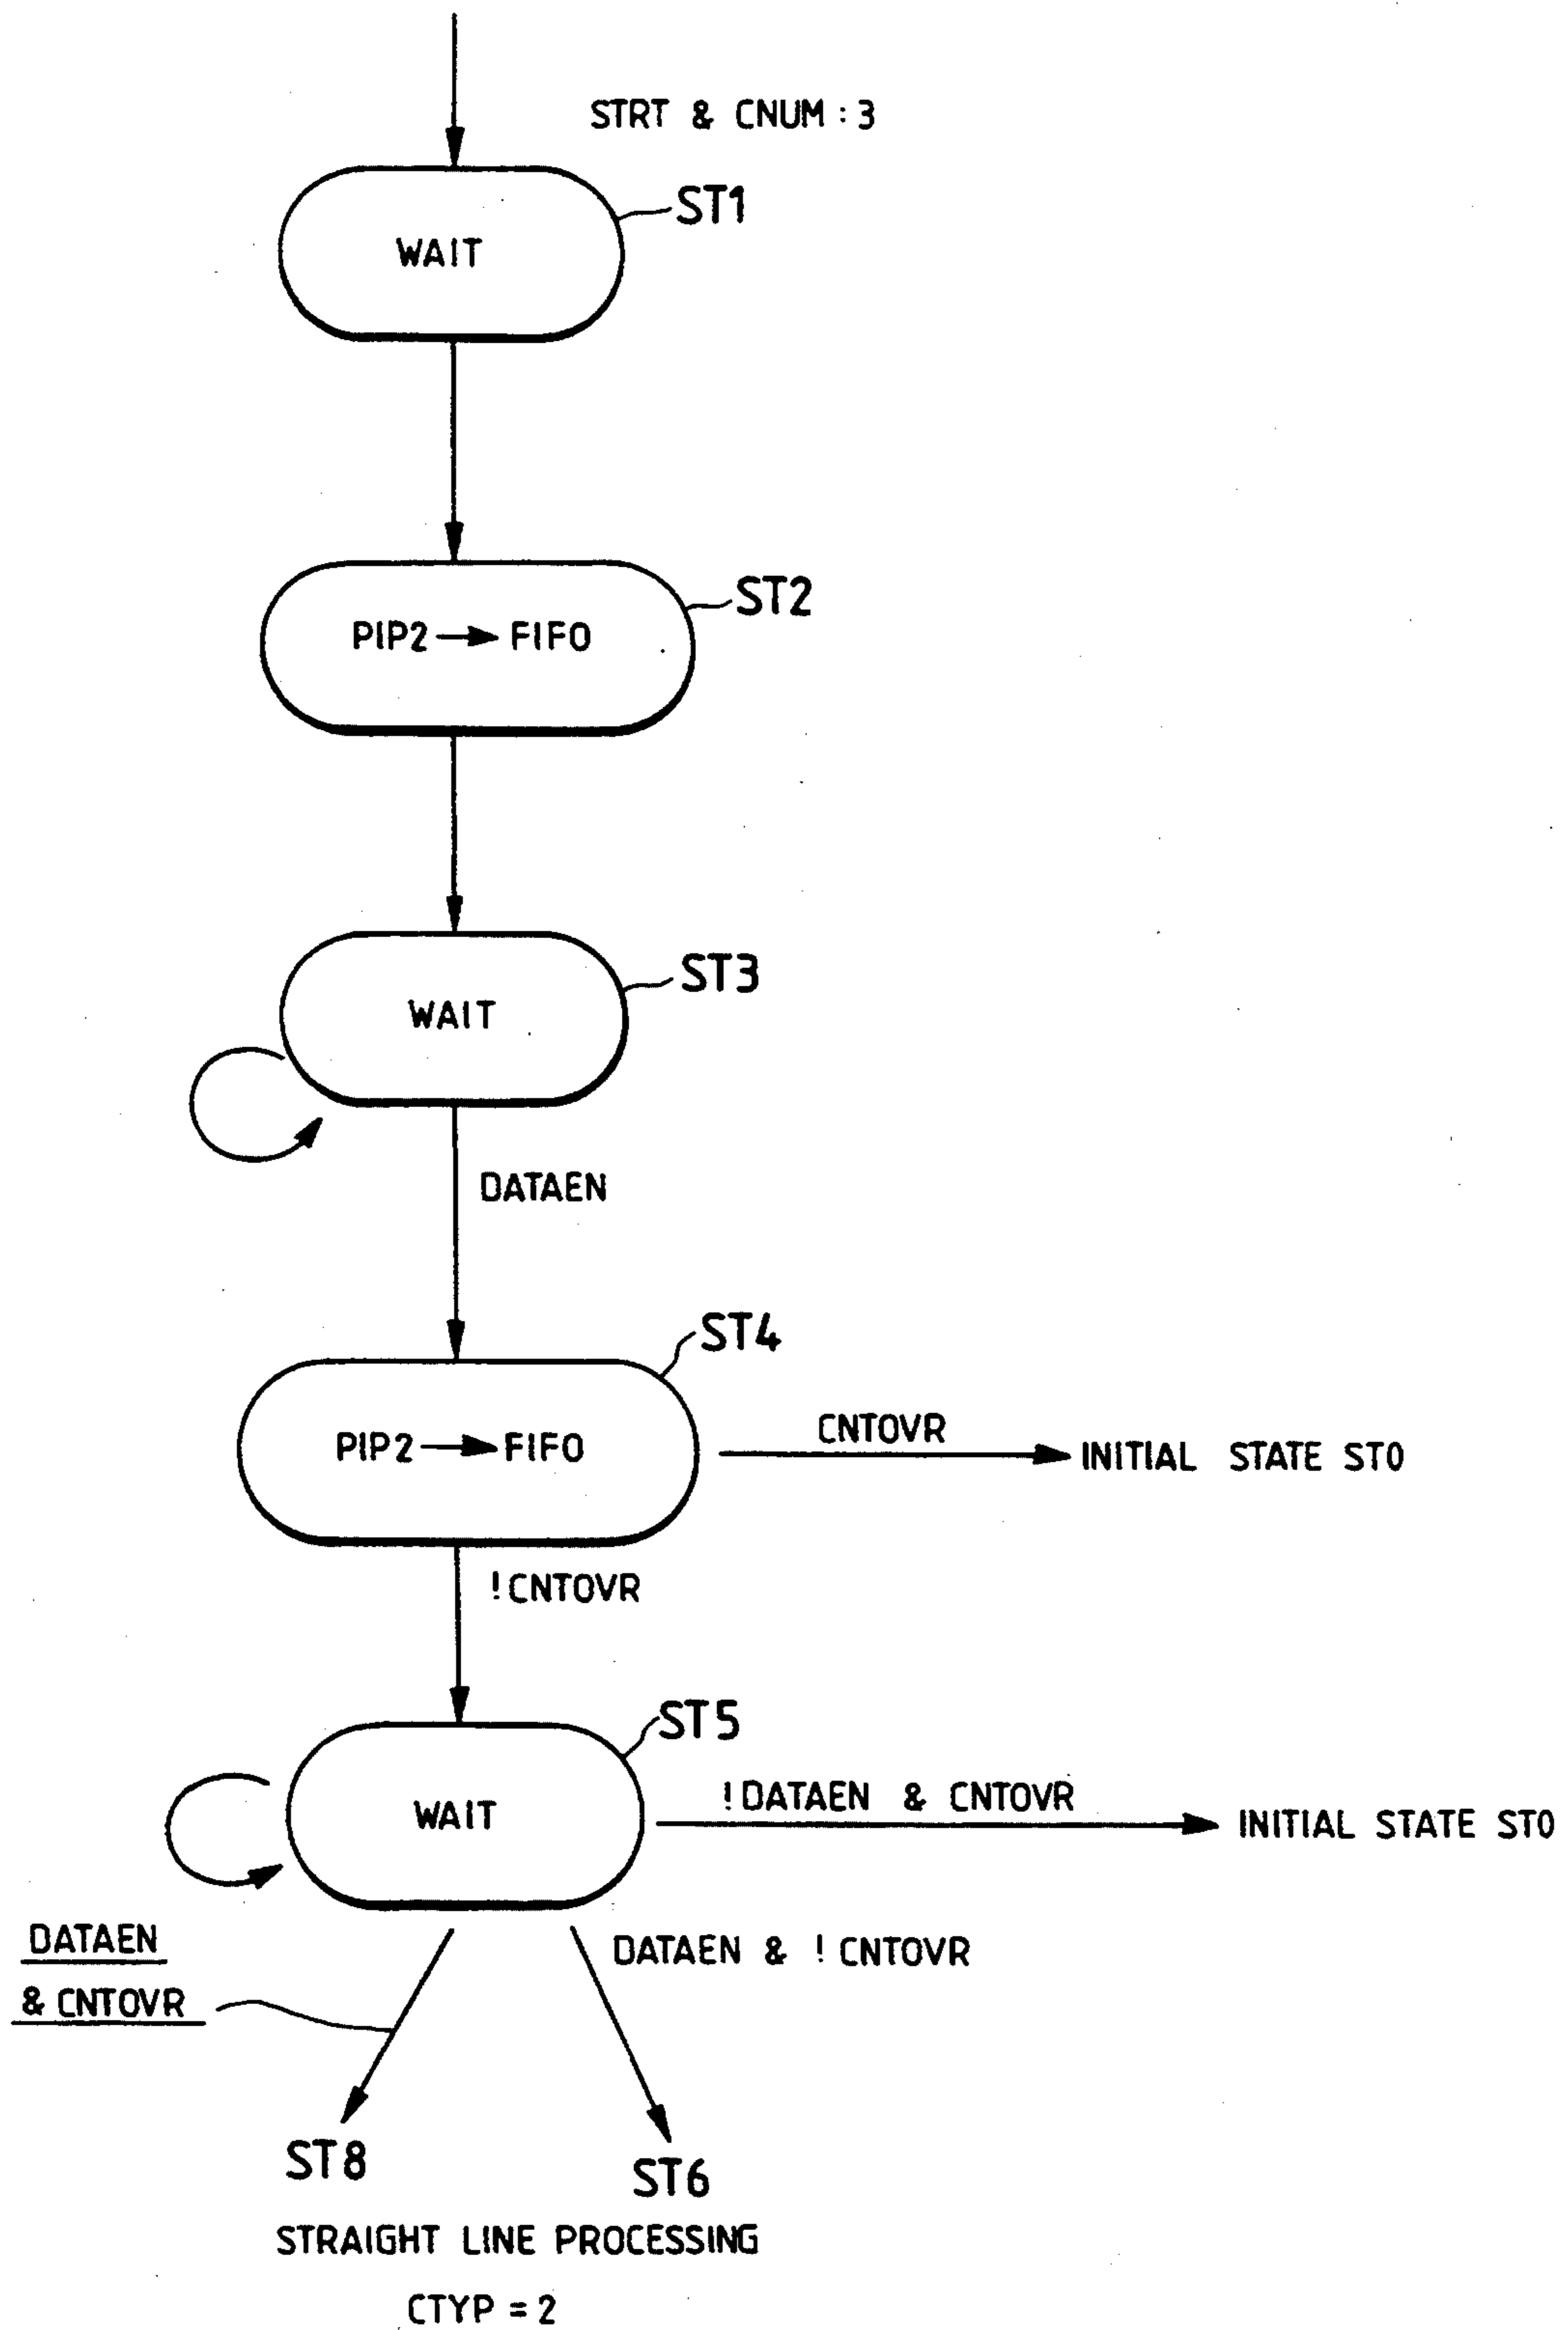 STRT & CNUM : 3
ST1
WAIT
ST2
PIP2 → FIFO
ST3
WAIT
DATAEN
ST4
PIP2 → FIFO
CNTOVR
INITIAL STATE ST0
!CNTOVR
ST5
WAIT
!DATAEN & CNTOVR
INITIAL STATE ST0
DATAEN
& CNTOVR
DATAEN & !CNTOVR
ST8
ST6
STRAIGHT LINE PROCESSING
CTYP = 2